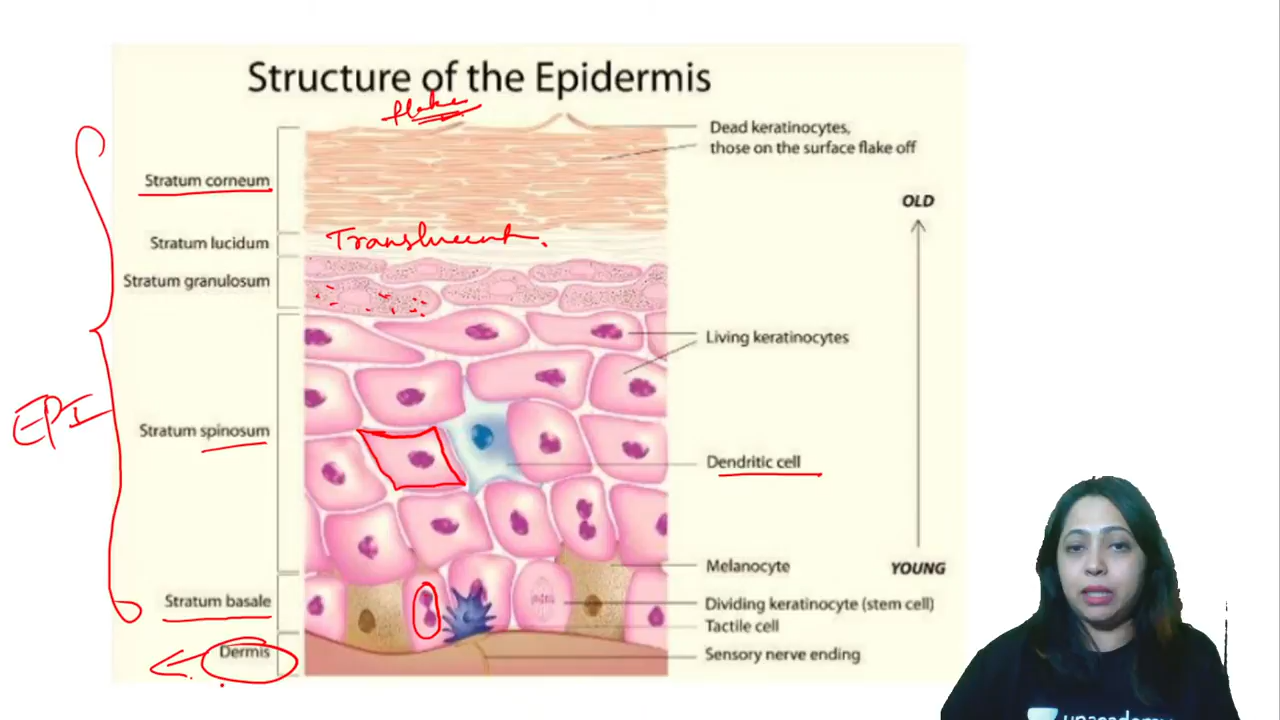 Structure of the Epidermis
flake
Dead keratinocytes,
those on the surface flake off
Stratum corneum
OLD
Stratum lucidum
Translucent.
Stratum granulosum
Living keratinocytes
EPI
Stratum spinosum
Dendritic cell
Melanocyte
YOUNG
Stratum basale
Dividing keratinocyte (stem cell)
Tactile cell
Dermis
Sensory nerve ending